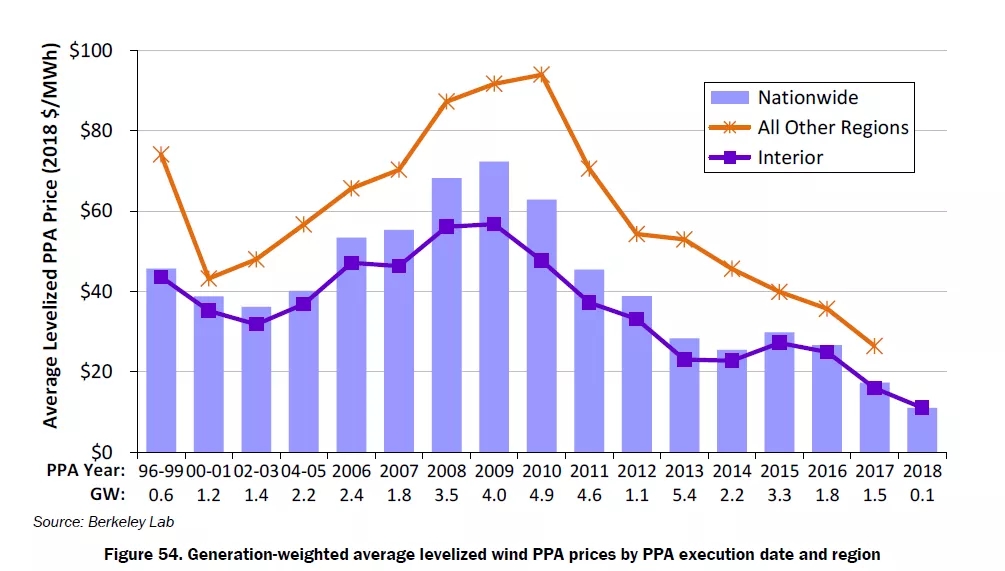 Average Levelized PPA Price (2018 $/MWh)
$100
$80
$60
$40
$20
$0
Nationwide
All Other Regions
Interior
PPA Year: 96-99 00-01 02-03 04-05 2006 2007 2008 2009 2010 2011 2012 2013 2014 2015 2016 2017 2018
GW: 0.6 1.2 1.4 2.2 2.4 1.8 3.5 4.0 4.9 4.6 1.1 5.4 2.2 3.3 1.8 1.5 0.1
Source: Berkeley Lab
Figure 54. Generation-weighted average levelized wind PPA prices by PPA execution date and region